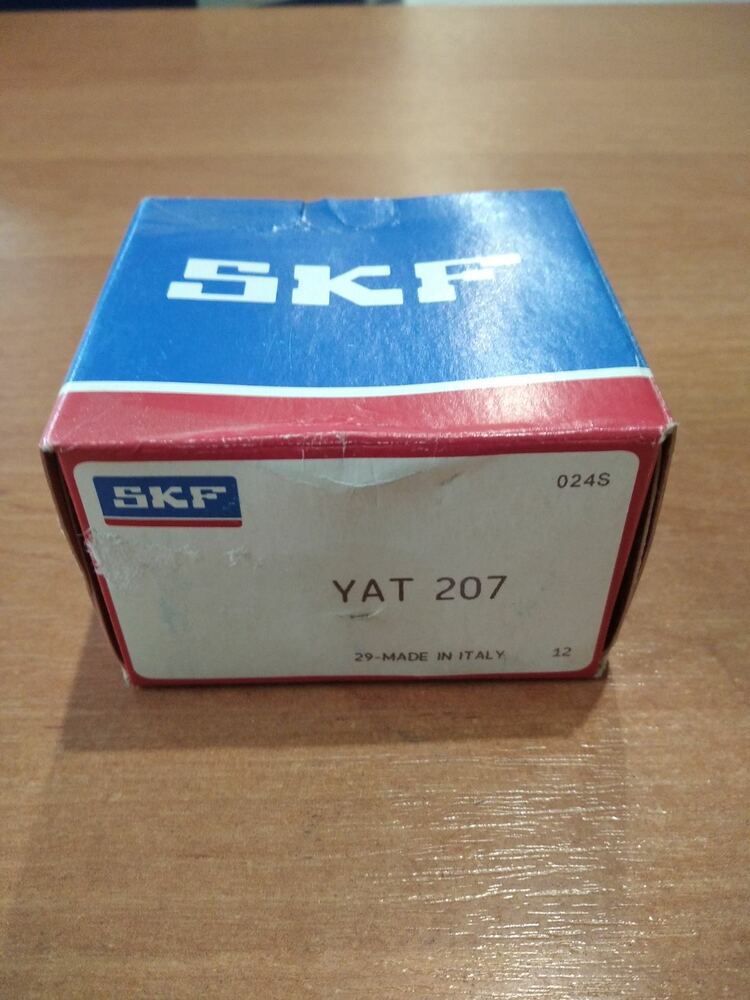 SKF
SKF
024S
YAT 207
29-MADE IN ITALY 12